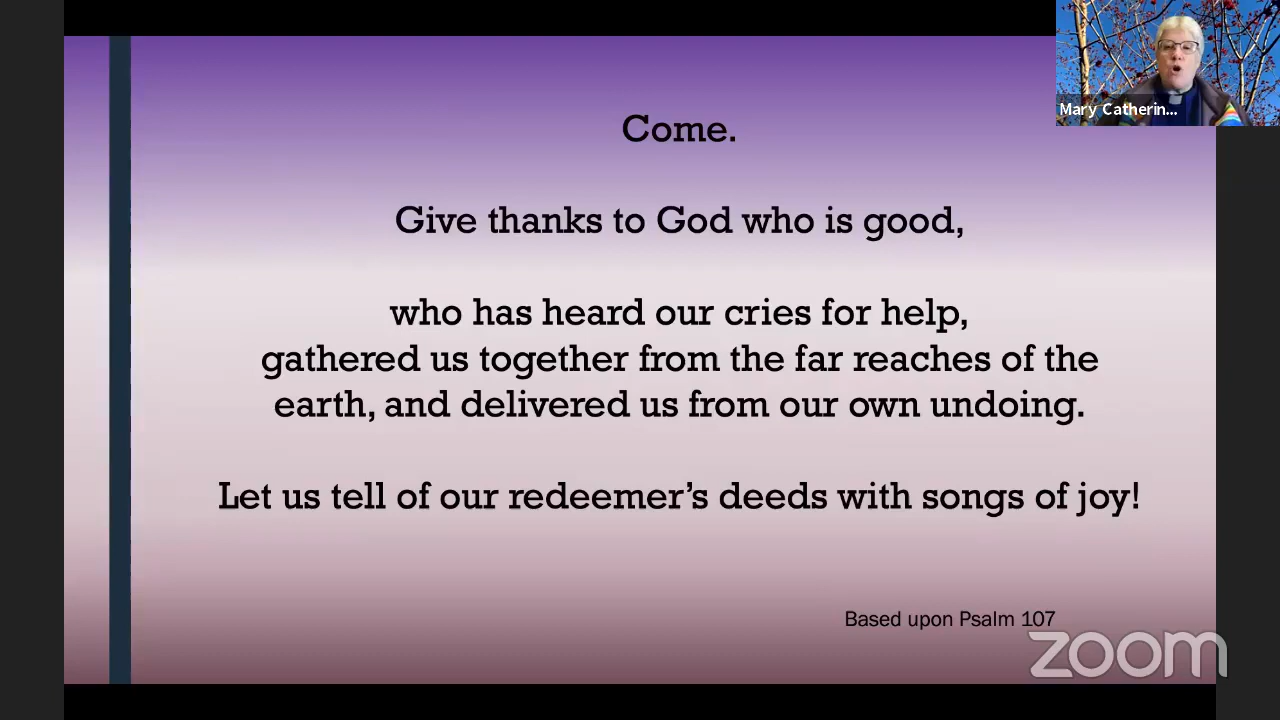 Mary Catherin...
Come.
Give thanks to God who is good,
who has heard our cries for help,
gathered us together from the far reaches of the
earth, and delivered us from our own undoing.
Let us tell of our redeemer’s deeds with songs of joy!
Based upon Psalm 107
zoom